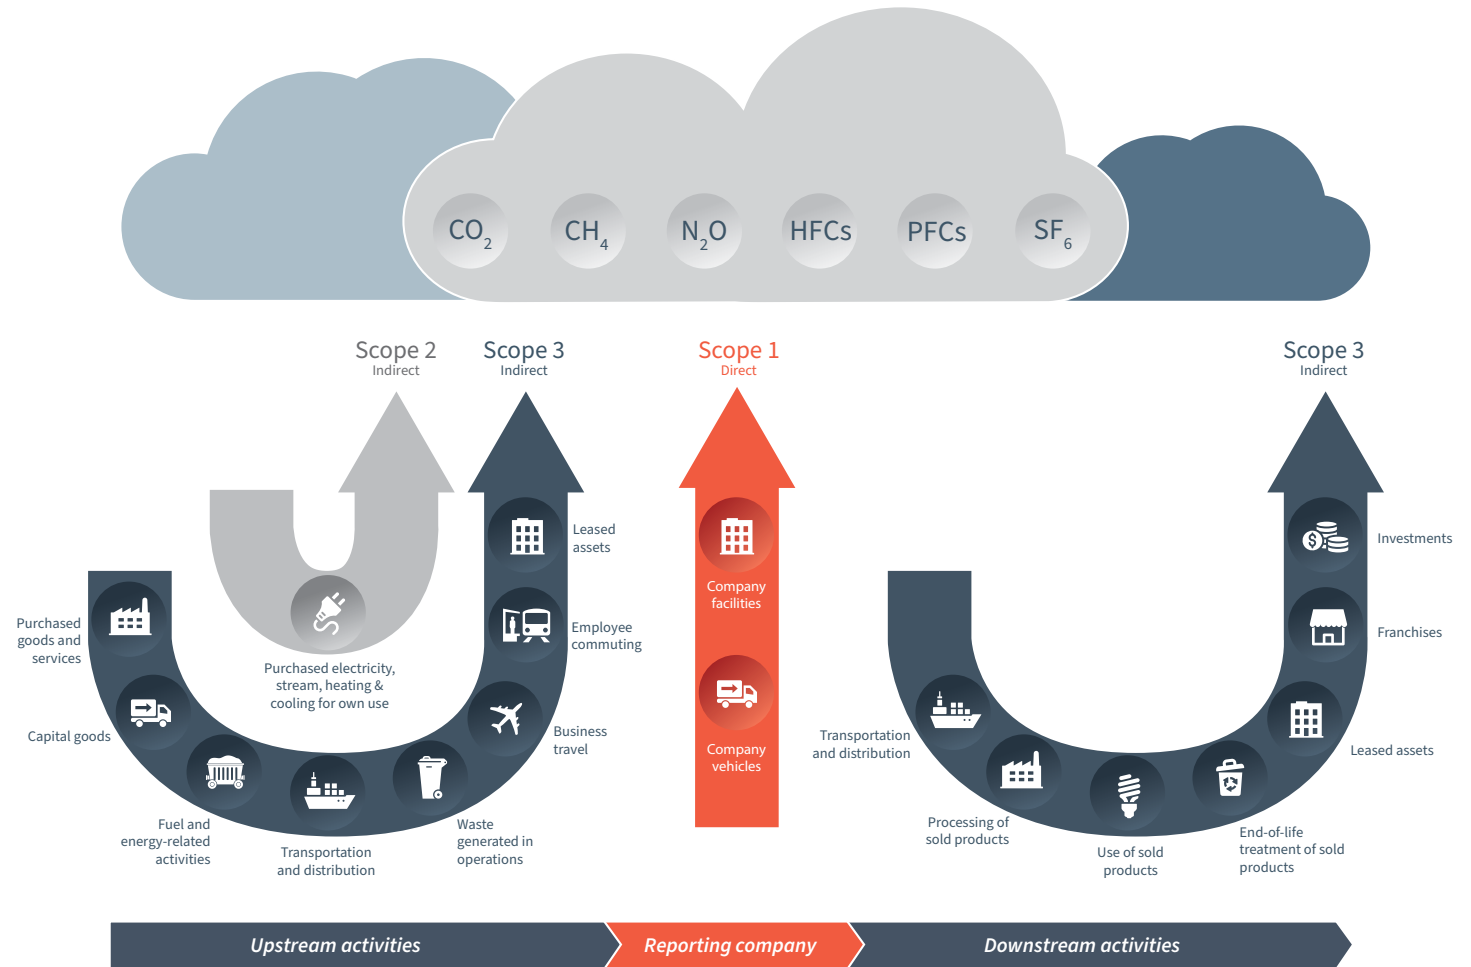 CO2
CH4
N2O
HFCs
PFCs
SF6
Scope 2
Indirect
Scope 3
Indirect
Scope 1
Direct
Scope 3
Indirect
Purchased
goods and
services
Capital goods
Fuel and
energy-related
activities
Transportation
and distribution
Waste
generated in
operations
Business
travel
Employee
commuting
Leased
assets
Purchased electricity,
stream, heating &
cooling for own use
Company
facilities
Company
vehicles
Transportation
and distribution
Processing of
sold products
Use of sold
products
End-of-life
treatment of sold
products
Leased assets
Franchises
Investments
$
Upstream activities
Reporting company
Downstream activities